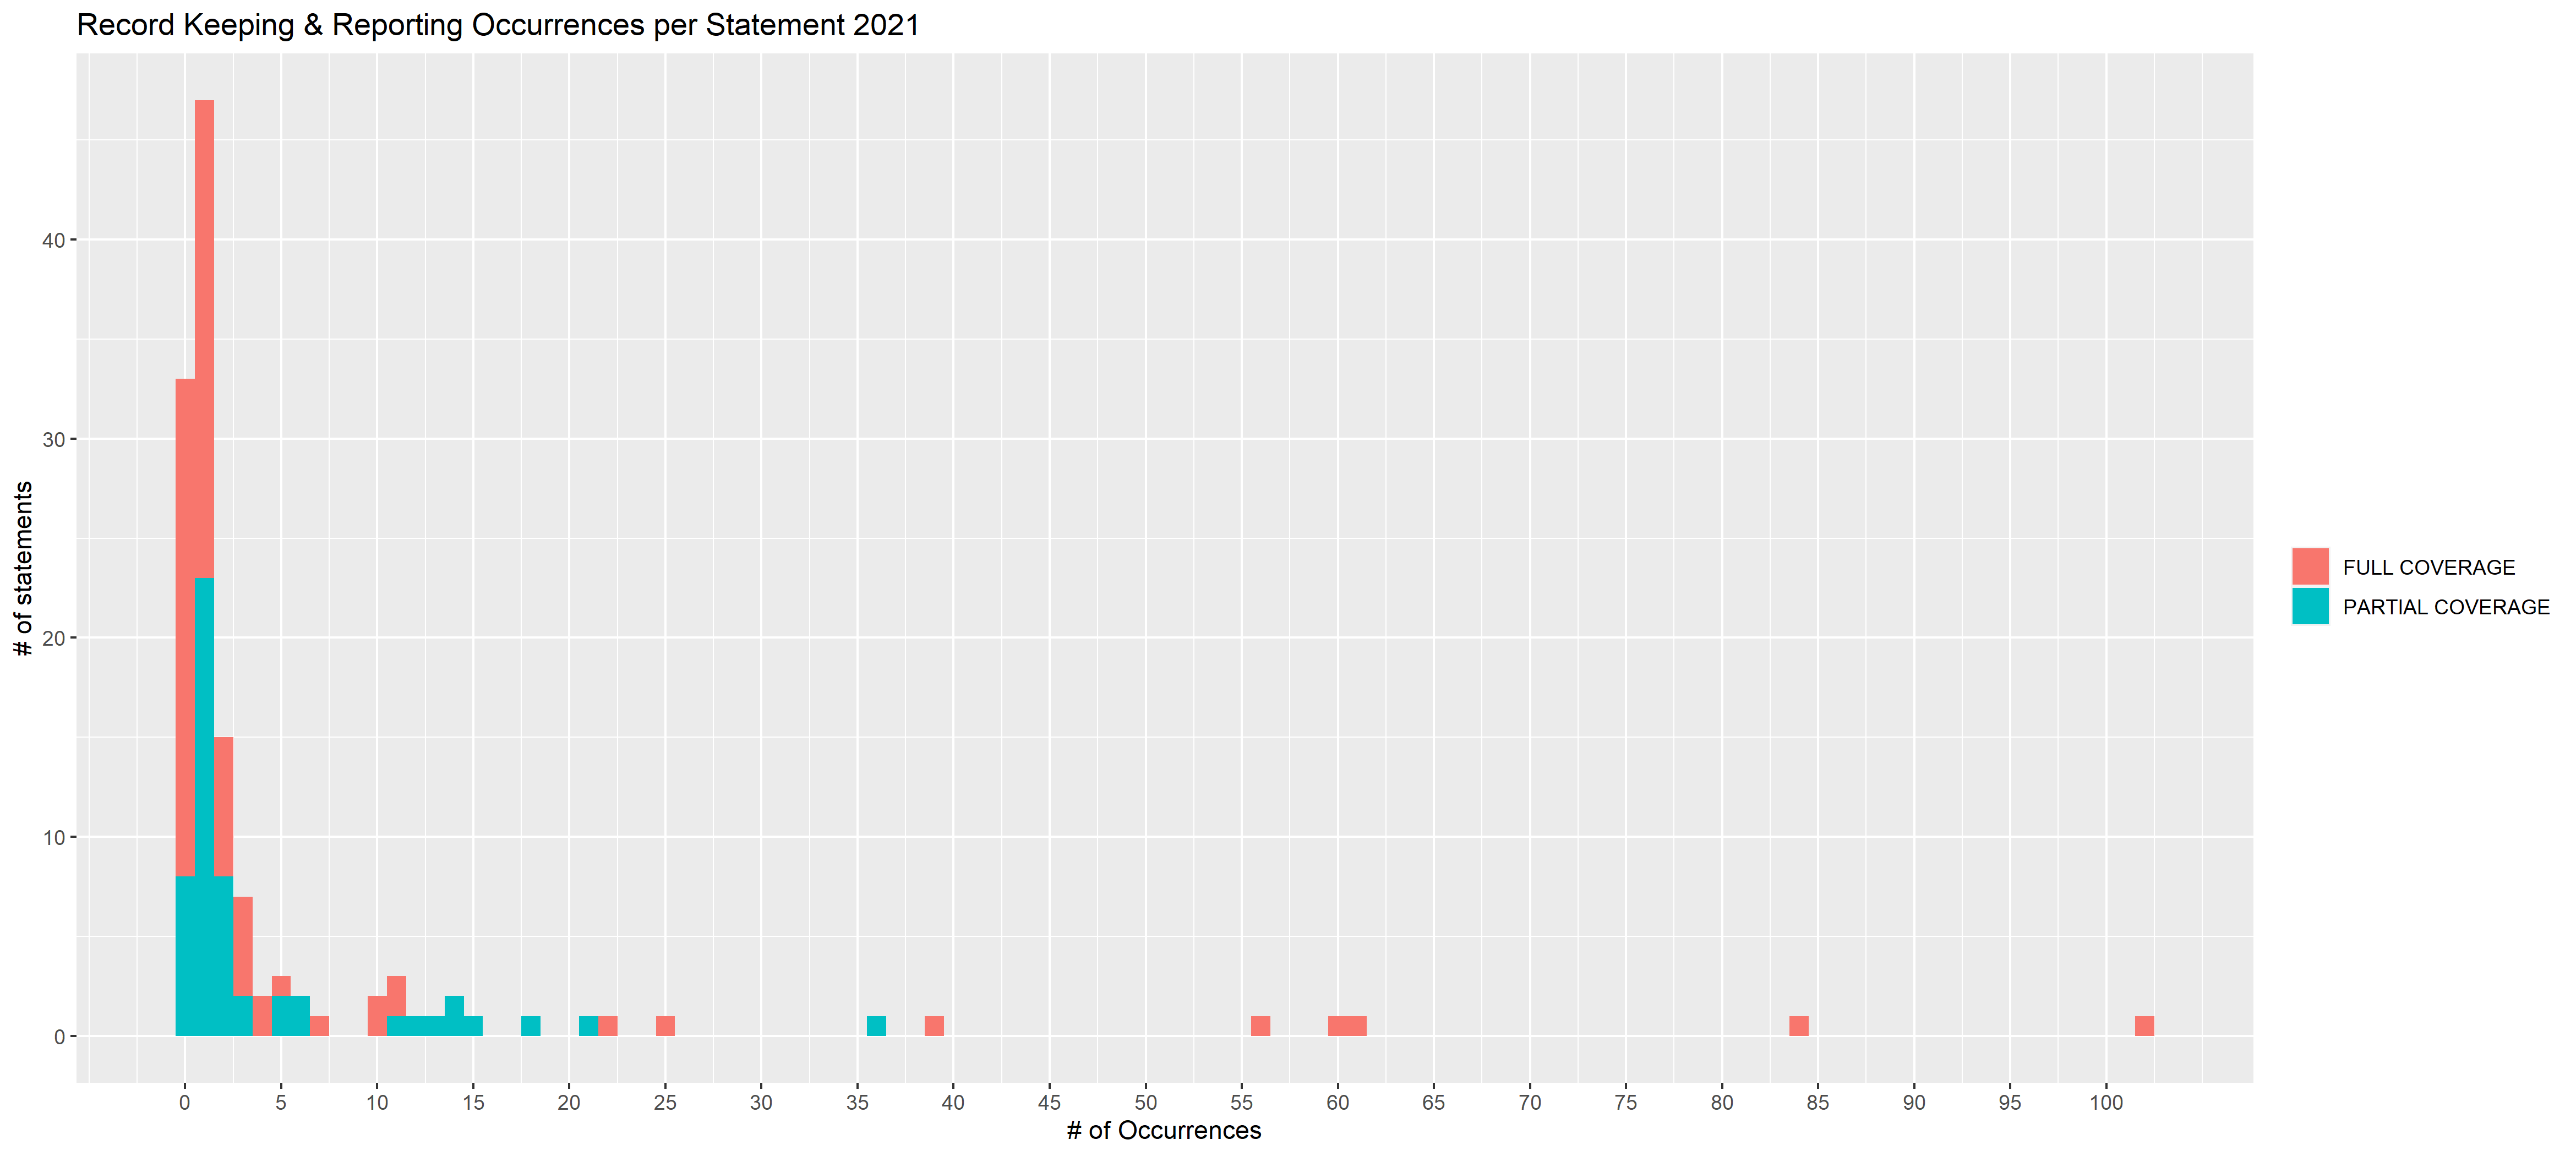 Record Keeping & Reporting Occurrences per Statement 2021
# of statements
40
30
20
10
0
0 5 10 15 20 25 30 35 40 45 50 55 60 65 70 75 80 85 90 95 100
# of Occurrences
FULL COVERAGE
PARTIAL COVERAGE